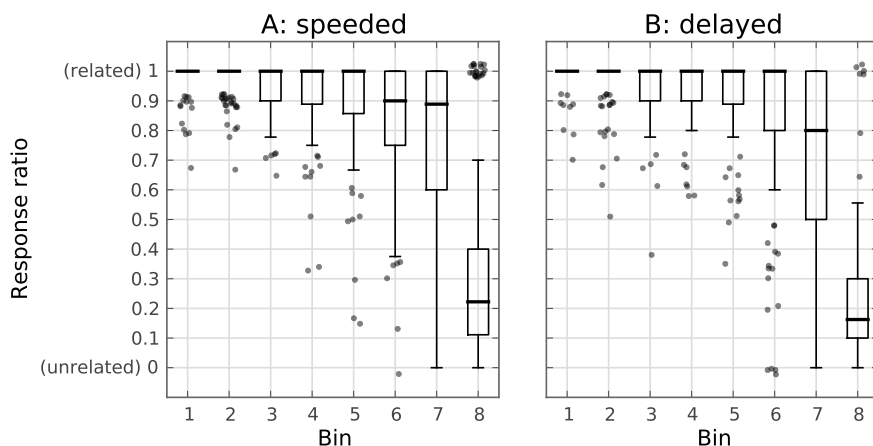 A: speeded
B: delayed
Response ratio
(related) 1
0.9
0.8
0.7
0.6
0.5
0.4
0.3
0.2
0.1
(unrelated) 0
1 2 3 4 5 6 7 8
1 2 3 4 5 6 7 8
Bin
Bin